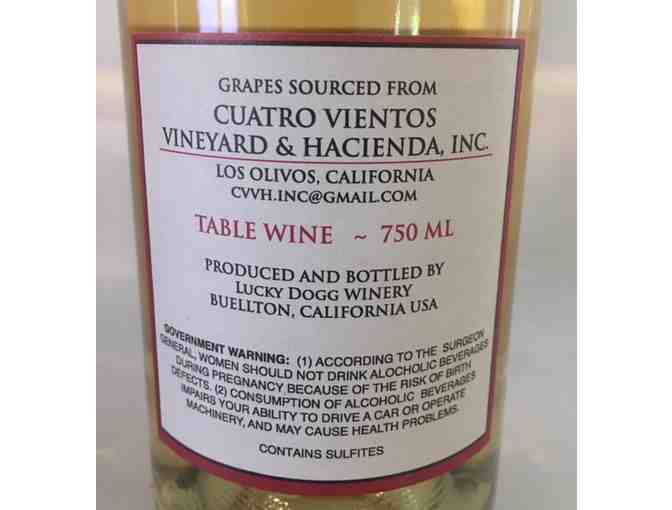 GRAPES SOURCED FROM
CUATRO VIENTOS
VINEYARD & HACIENDA, INC.
LOS OLIVOS, CALIFORNIA
CVVH.INC@GMAIL.COM
TABLE WINE ~ 750 ML
PRODUCED AND BOTTLED BY
LUCKY DOGG WINERY
BUELLTON, CALIFORNIA USA
GOVERNMENT WARNING: (1) ACCORDING TO THE SURGEON
GENERAL, WOMEN SHOULD NOT DRINK ALOCHOLIC BEVERAGES
DURING PREGNANCY BECAUSE OF THE RISK OF BIRTH
DEFECTS. (2) CONSUMPTION OF ALCOHOLIC BEVERAGES
IMPAIRS YOUR ABILITY TO DRIVE A CAR OR OPERATE
MACHINERY, AND MAY CAUSE HEALTH PROBLEMS.
CONTAINS SULFITES